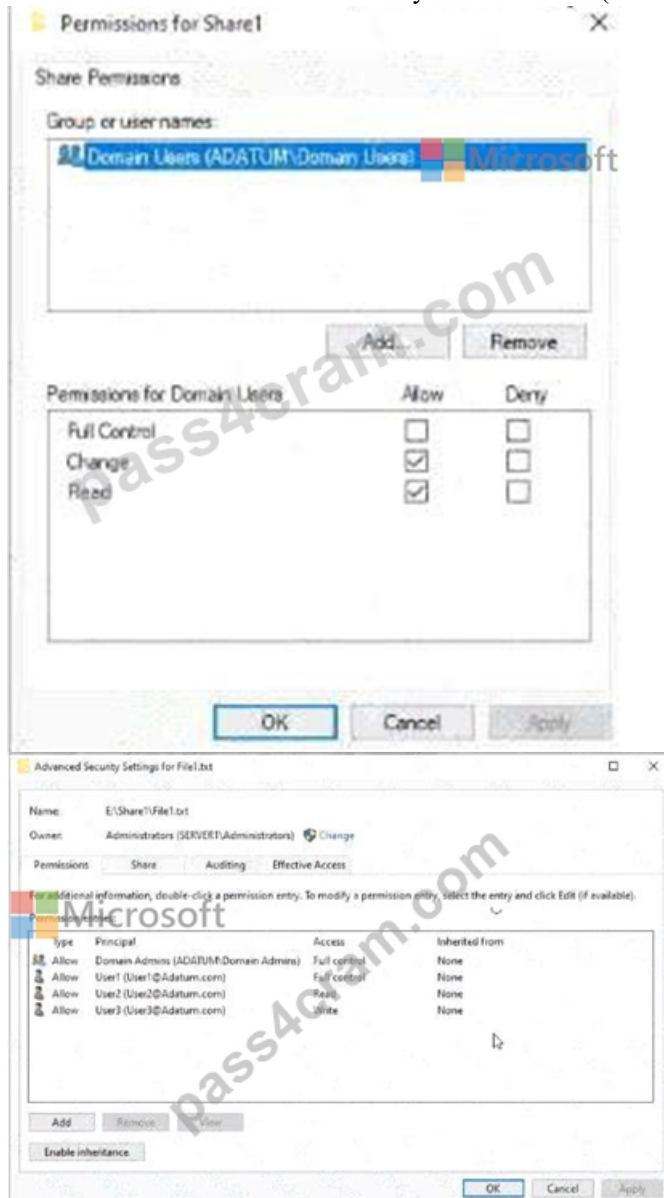 Permissions for Share1
Share Permissions
Group or user names:
Domain Users (ADATUM\Domain Users)
Microsoft
Add... Remove
Permissions for Domain Users Allow Deny
Full Control
Change
Read
pass4cram.com
OK Cancel Apply
Advanced Security Settings for File1.txt
Name: E:\Share1\File1.txt
Owner: Administrators (SERVER1\Administrators) Change
Permissions Share Auditing Effective Access
For additional information, double-click a permission entry. To modify a permission entry, select the entry and click Edit (if available).
Microsoft
Permission entries:
Type Principal Access Inherited from
Allow Domain Admins (ADATUM\Domain Admins) Full control None
Allow User1 (User1@Adatum.com) Full control None
Allow User2 (User2@Adatum.com) Read None
Allow User3 (User3@Adatum.com) Write None
pass4cram.com
Add Remove View
Enable inheritance
OK Cancel Apply